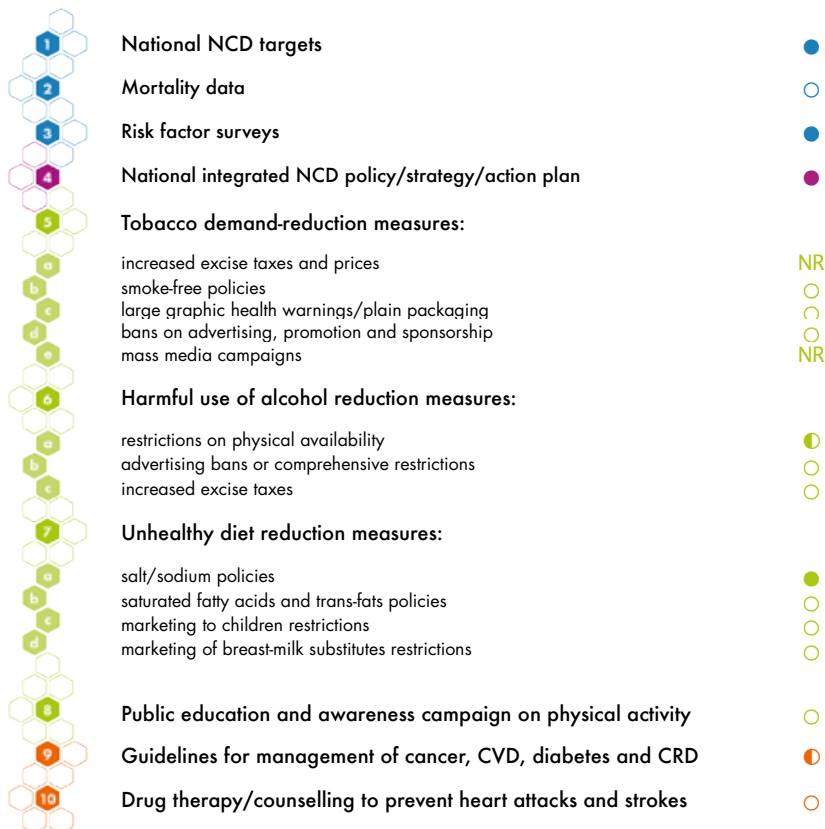 1 National NCD targets ●
2 Mortality data ○
3 Risk factor surveys ●
4 National integrated NCD policy/strategy/action plan ●
5 Tobacco demand-reduction measures:
a increased excise taxes and prices NR
b smoke-free policies ○
c large graphic health warnings/plain packaging ○
d bans on advertising, promotion and sponsorship ○
e mass media campaigns NR
6 Harmful use of alcohol reduction measures:
a restrictions on physical availability ◐
b advertising bans or comprehensive restrictions ○
c increased excise taxes ○
7 Unhealthy diet reduction measures:
a salt/sodium policies ●
b saturated fatty acids and trans-fats policies ○
c marketing to children restrictions ○
d marketing of breast-milk substitutes restrictions ○
8 Public education and awareness campaign on physical activity ○
9 Guidelines for management of cancer, CVD, diabetes and CRD ◐
10 Drug therapy/counselling to prevent heart attacks and strokes ○